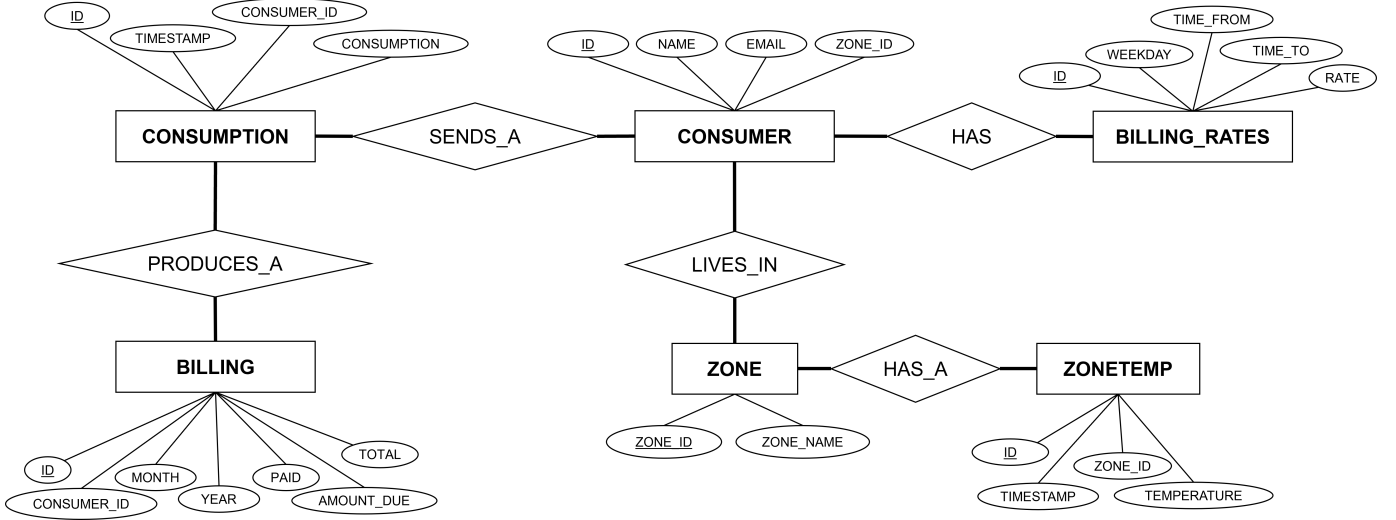 ID
TIMESTAMP
CONSUMER_ID
CONSUMPTION
ID
NAME
EMAIL
ZONE_ID
ID
WEEKDAY
TIME_FROM
TIME_TO
RATE
CONSUMPTION
SENDS_A
CONSUMER
HAS
BILLING_RATES
PRODUCES_A
LIVES_IN
BILLING
ZONE
HAS_A
ZONETEMP
ID
CONSUMER_ID
MONTH
YEAR
PAID
AMOUNT_DUE
TOTAL
ZONE_ID
ZONE_NAME
ID
TIMESTAMP
ZONE_ID
TEMPERATURE